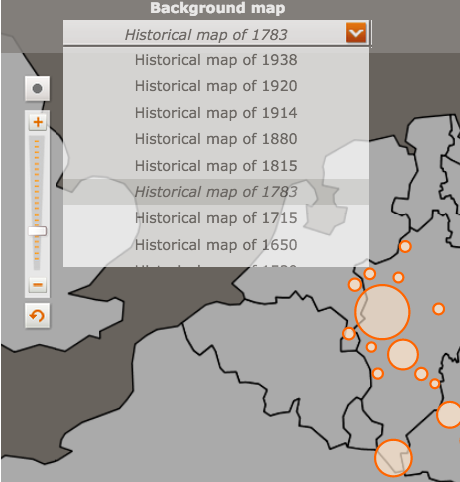 Background map
Historical map of 1783
Historical map of 1938
Historical map of 1920
Historical map of 1914
Historical map of 1880
Historical map of 1815
Historical map of 1783
Historical map of 1715
Historical map of 1650